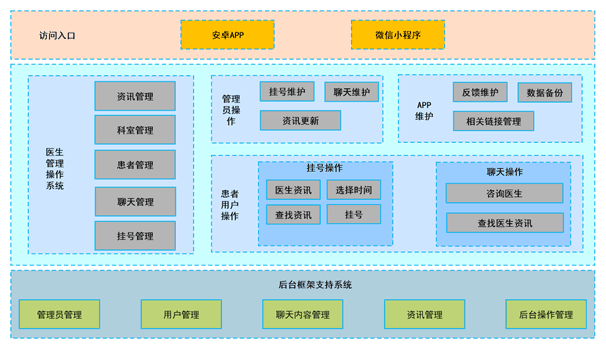 访问入口
安卓APP
微信小程序
医生
管理
操作
系统
资讯管理
科室管理
患者管理
聊天管理
挂号管理
管理
员操
作
挂号维护
聊天维护
资讯更新
APP
维护
反馈维护
数据备份
相关链接管理
患者
用户
操作
挂号操作
医生资讯
选择时间
查找资讯
挂号
聊天操作
咨询医生
查找医生资讯
后台框架支持系统
管理员管理
用户管理
聊天内容管理
资讯管理
后台操作管理